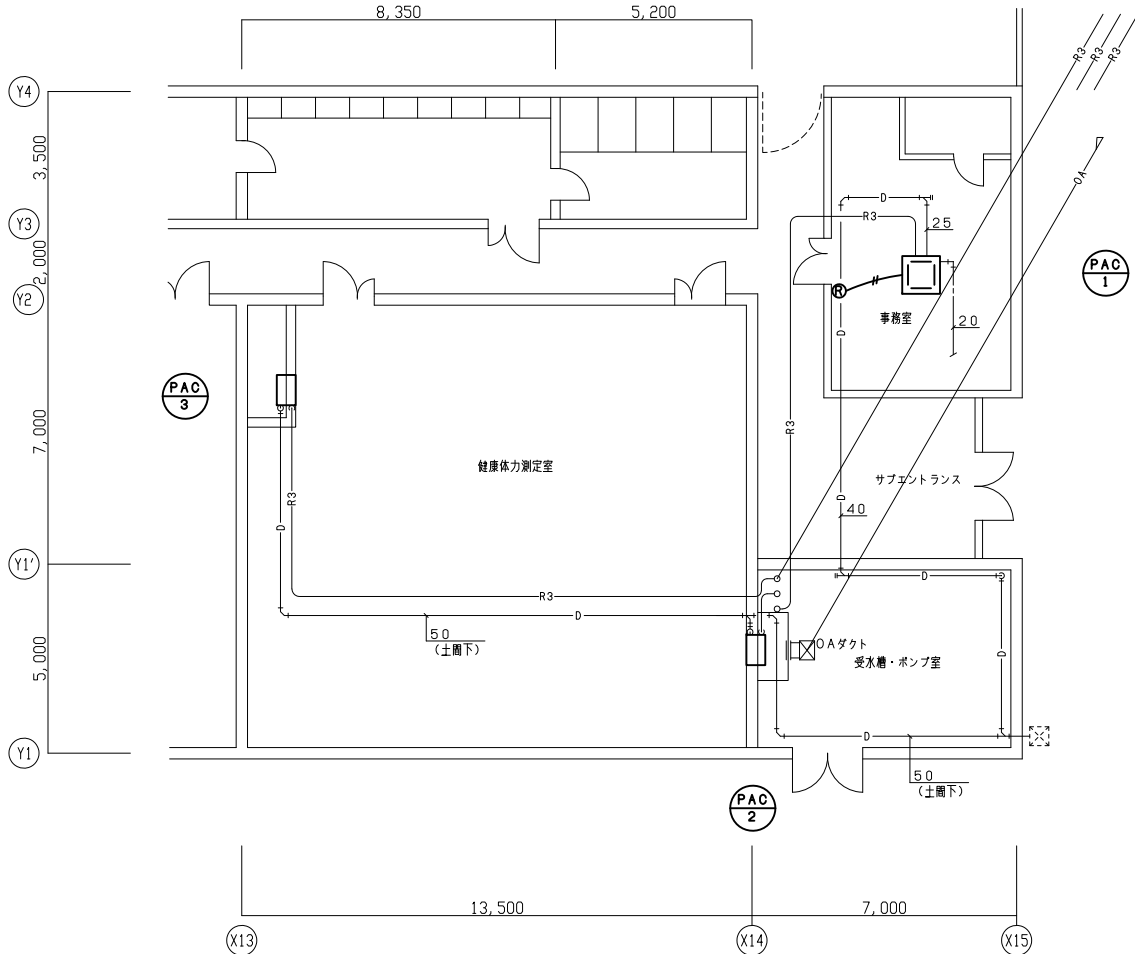 8,350
5,200
R3
R3
R3
Y4
3,500
OA
D
Y3
R3
25
2,000
PAC
1
Y2
R
事務室
20
D
PAC
3
7,000
R3
健康体力測定室
サブエントランス
R3
D
D
40
Y1'
D
R3
D
50
(土間下)
OAダクト
受水槽・ポンプ室
5,000
D
D
Y1
50
(土間下)
PAC
2
13,500
7,000
X13
X14
X15